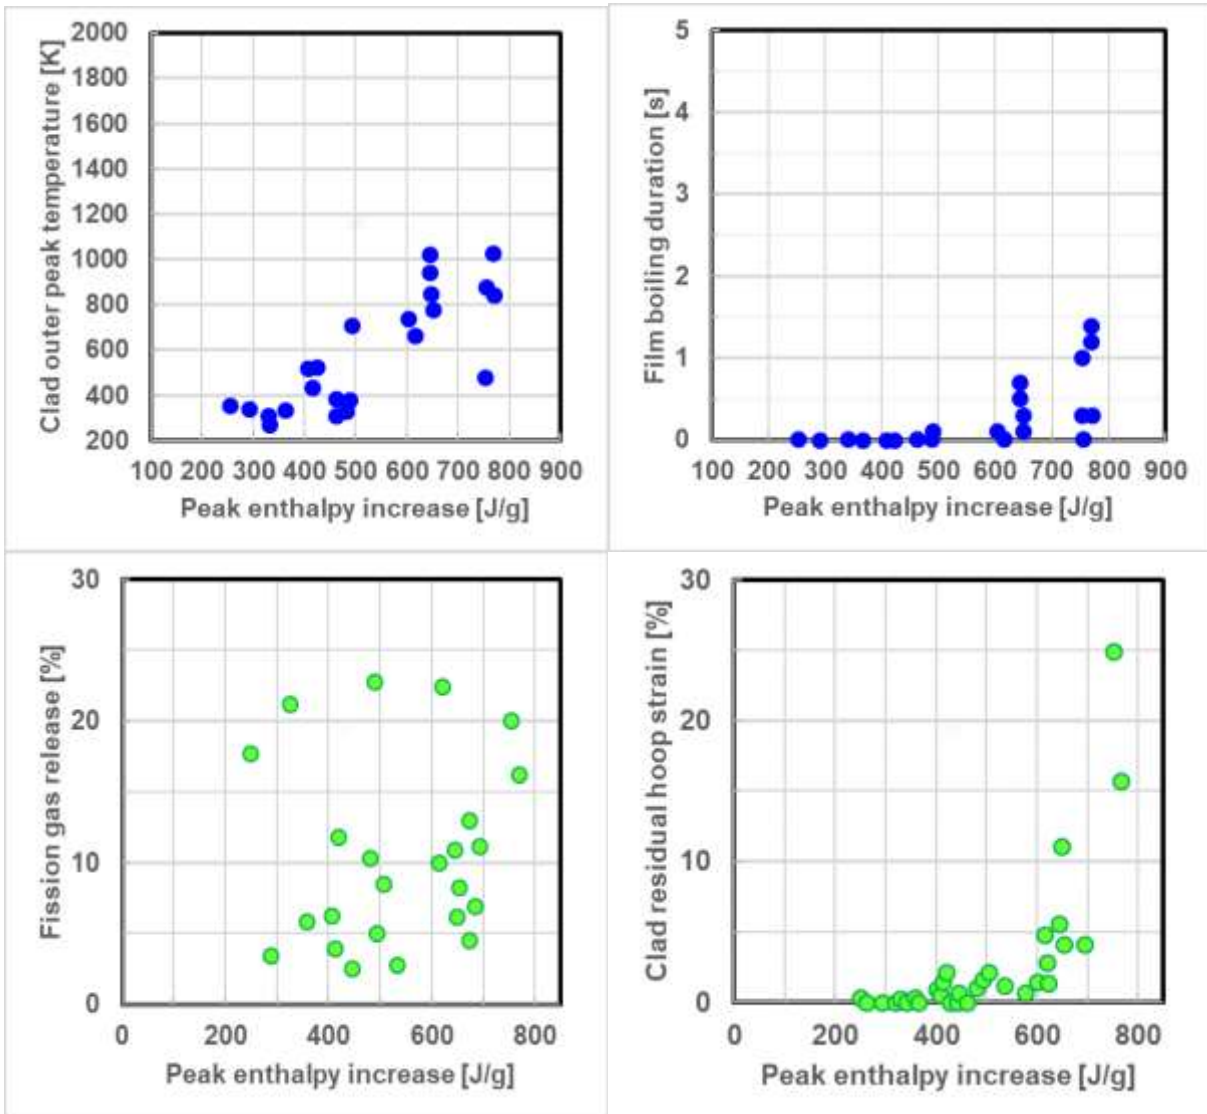 Clad outer peak temperature [K]
2000
1800
1600
1400
1200
1000
800
600
400
200
100 200 300 400 500 600 700 800 900
Peak enthalpy increase [J/g]
Film boiling duration [s]
5
4
3
2
1
0
100 200 300 400 500 600 700 800 900
Peak enthalpy increase [J/g]
Fission gas release [%]
30
20
10
0
0 200 400 600 800
Peak enthalpy increase [J/g]
Clad residual hoop strain [%]
30
20
10
0
0 200 400 600 800
Peak enthalpy increase [J/g]